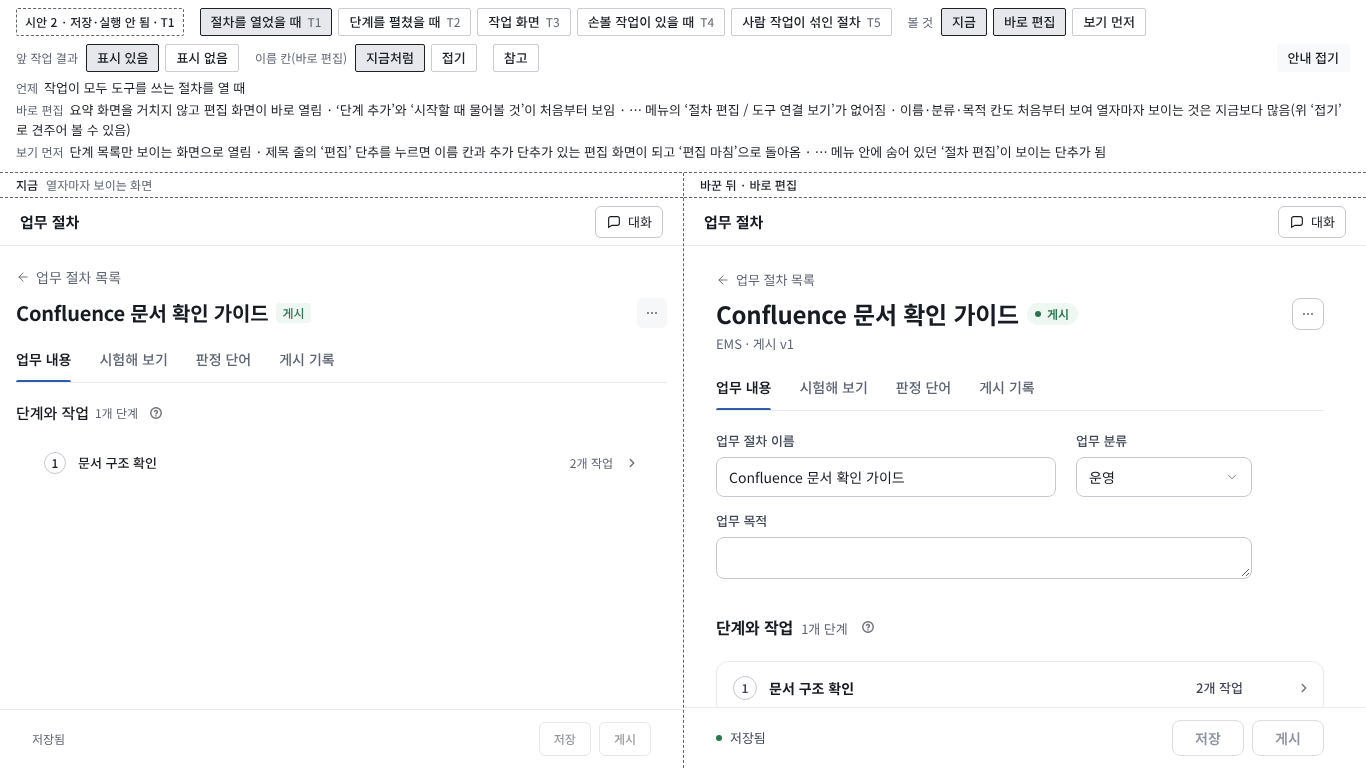 시안 2 · 저장·실행 안 됨 · T1 절차를 열었을 때 T1 단계를 펼쳤을 때 T2 작업 화면 T3 손볼 작업이 있을 때 T4 사람 작업이 섞인 절차 T5 볼 것 지금 바로 편집 보기 먼저
앞 작업 결과 표시 있음 표시 없음 이름 칸(바로 편집) 지금처럼 접기 참고 안내 접기
언제 작업이 모두 도구를 쓰는 절차를 열 때
바로 편집 요약 화면을 거치지 않고 편집 화면이 바로 열림 · ‘단계 추가’와 ‘시작할 때 물어볼 것’이 처음부터 보임 · ··· 메뉴의 ‘절차 편집 / 도구 연결 보기’가 없어짐 · 이름·분류·목적 칸도 처음부터 보여 열자마자 보이는 것은 지금보다 많음(위 ‘접기’
로 견주어 볼 수 있음)
보기 먼저 단계 목록만 보이는 화면으로 열림 · 제목 줄의 ‘편집’ 단추를 누르면 이름 칸과 추가 단추가 있는 편집 화면이 되고 ‘편집 마침’으로 돌아옴 · ··· 메뉴 안에 숨어 있던 ‘절차 편집’이 보이는 단추가 됨
지금 열자마자 보이는 화면
업무 절차
대화
← 업무 절차 목록
Confluence 문서 확인 가이드 게시
···
업무 내용 시험해 보기 판정 단어 게시 기록
단계와 작업 1개 단계 ?
1 문서 구조 확인 2개 작업
저장됨 저장 게시
바꾼 뒤 · 바로 편집
업무 절차
대화
← 업무 절차 목록
Confluence 문서 확인 가이드 게시
···
EMS · 게시 v1
업무 내용 시험해 보기 판정 단어 게시 기록
업무 절차 이름 업무 분류
Confluence 문서 확인 가이드 운영
업무 목적
단계와 작업 1개 단계 ?
1 문서 구조 확인 2개 작업
저장됨 저장 게시